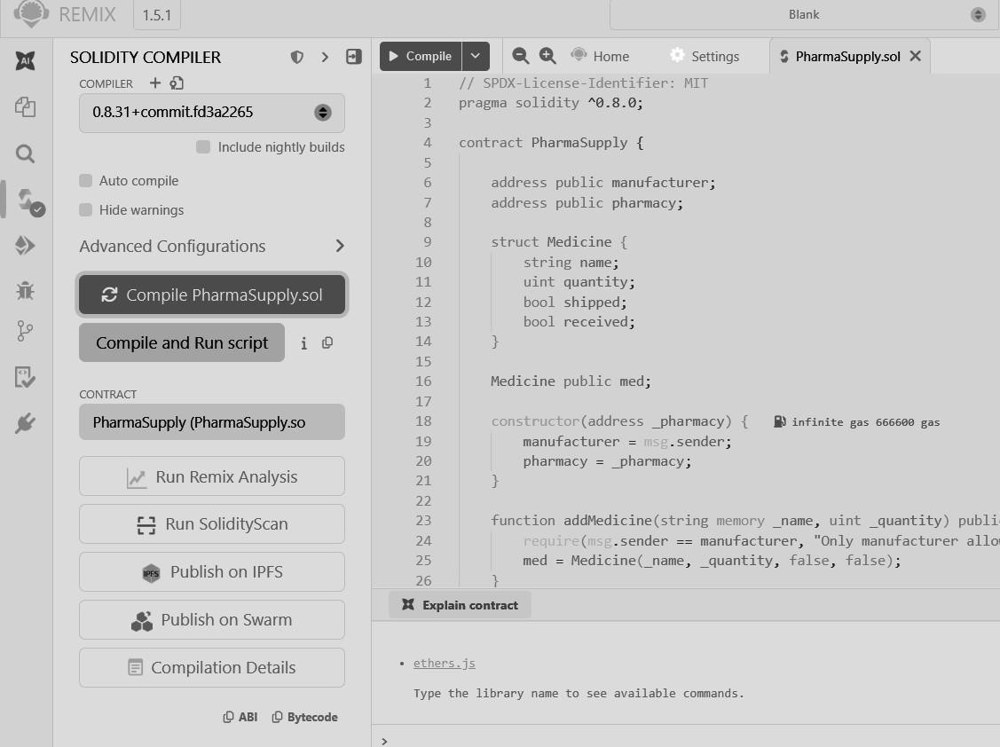 REMIX 1.5.1 Blank
SOLIDITY COMPILER
COMPILER
0.8.31+commit.fd3a2265
Include nightly builds
Auto compile
Hide warnings
Advanced Configurations
Compile PharmaSupply.sol
Compile and Run script
CONTRACT
PharmaSupply (PharmaSupply.so
Run Remix Analysis
Run SolidityScan
IPFS Publish on IPFS
Publish on Swarm
Compilation Details
ABI Bytecode
AI
Compile Home Settings PharmaSupply.sol
1 // SPDX-License-Identifier: MIT
2 pragma solidity ^0.8.0;
3
4 contract PharmaSupply {
5
6 address public manufacturer;
7 address public pharmacy;
8
9 struct Medicine {
10 string name;
11 uint quantity;
12 bool shipped;
13 bool received;
14 }
15
16 Medicine public med;
17
18 constructor(address _pharmacy) { infinite gas 666600 gas
19 manufacturer = msg.sender;
20 pharmacy = _pharmacy;
21 }
22
23 function addMedicine(string memory _name, uint _quantity) publi
24 require(msg.sender == manufacturer, "Only manufacturer allo
25 med = Medicine(_name, _quantity, false, false);
26 }
Explain contract
• ethers.js
Type the library name to see available commands.
>